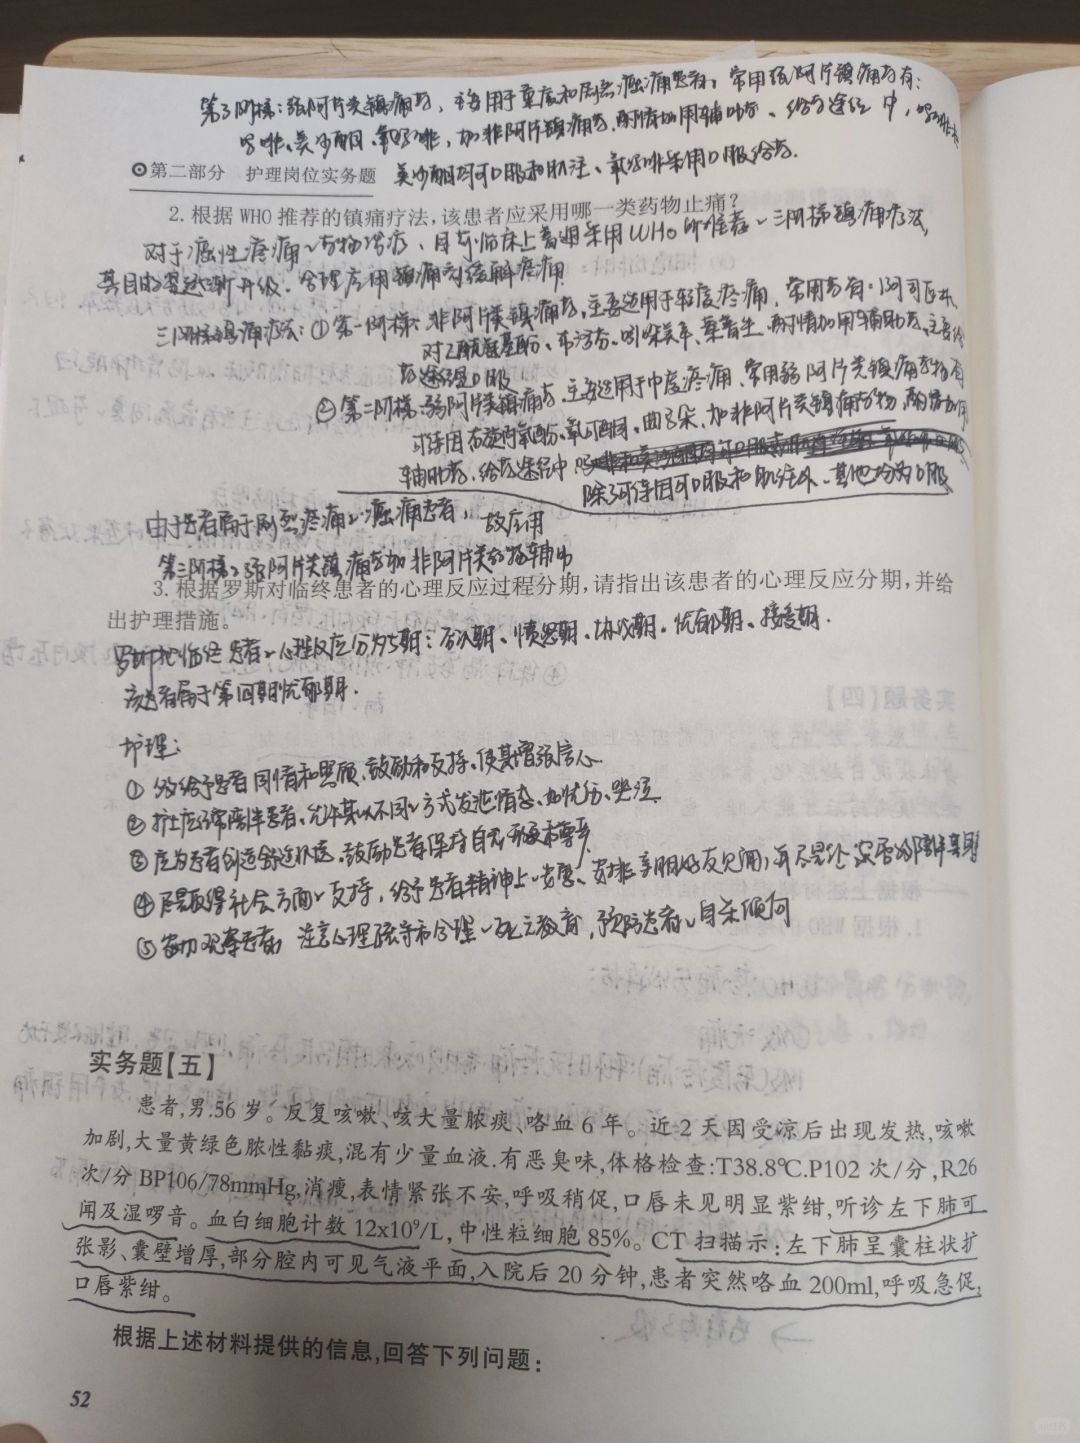 第3阶梯：强阿片类镇痛药，主要用于重度和剧烈癌痛患者，常用强阿片镇痛药有：
吗啡、美沙酮、氧吗啡，加非阿片类镇痛药，酌情加用辅助药、给药途径中，吗啡和
美沙酮均可口服和肌注、氧吗啡采用口服给药.
第二部分 护理岗位实务题
2.根据WHO推荐的镇痛疗法,该患者应采用哪一类药物止痛?
对于癌性疼痛的药物治疗、目前临床上普遍采用WHO所推荐的三阶梯镇痛疗法
其目的是逐渐升级、合理应用镇痛剂缓解疼痛
三阶梯镇痛疗法：①第一阶梯：非阿片类镇痛药，主要适用于轻度疼痛，常用药有：阿司匹林、
对乙酰氨基酚、布洛芬、吲哚美辛、萘普生、酌情加用辅助药、主要给
药途径是口服
②第二阶梯：弱阿片类镇痛药、主要适用于中度疼痛、常用弱阿片类镇痛药物有
可待因、右旋丙氧酚、氧可酮、曲马朵、加非阿片类镇痛药物，酌情加用
辅助药、给药途径中
除了可待因可口服和肌注外、其他均为口服
由于患者属于剧烈疼痛的癌痛患者，故应用
第三阶梯：强阿片类镇痛药加非阿片类药物辅助
3.根据罗斯对临终患者的心理反应过程分期,请指出该患者的心理反应分期,并给
出护理措施。
罗斯把临终患者的心理反应分为5期：否认期、愤怒期、协议期、忧郁期、接受期.
该患者属于第四期忧郁期.
护理：
①给予患者同情和照顾、鼓励和支持、使其增强信心
②护士应经常陪伴患者、允许其以不同的方式发泄情感、如忧伤、哭泣
③应为患者创造舒适环境、鼓励患者保持自我形象和尊严
④尽量取得社会方面的支持，给予患者精神上的安慰、安排亲朋好友见面，并尽量让家属多陪伴其身旁
⑤密切观察患者，注意心理疏导和合理的死亡教育，预防患者的自杀倾向
实务题【五】
患者,男.56岁。反复咳嗽、咳大量脓痰、咯血6年。近2天因受凉后出现发热,咳嗽
加剧,大量黄绿色脓性黏痰,混有少量血液.有恶臭味,体格检查:T38.8℃.P102次/分,R26
次/分BP106/78mmHg,消瘦,表情紧张不安,呼吸稍促,口唇未见明显紫绀,听诊左下肺可
闻及湿啰音。血白细胞计数12x10⁹/L,中性粒细胞85%。CT扫描示:左下肺呈囊柱状扩
张影、囊壁增厚,部分腔内可见气液平面,入院后20分钟,患者突然咯血200ml,呼吸急促,
口唇紫绀。
根据上述材料提供的信息,回答下列问题:
52